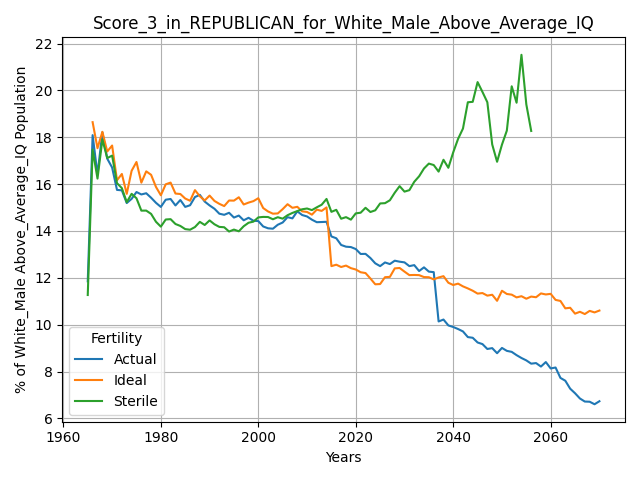 Score_3_in_REPUBLICAN_for_White_Male_Above_Average_IQ
% of White_Male Above_Average_IQ Population
22
20
18
16
14
12
10
8
6
Fertility
Actual
Ideal
Sterile
1960 1980 2000 2020 2040 2060
Years